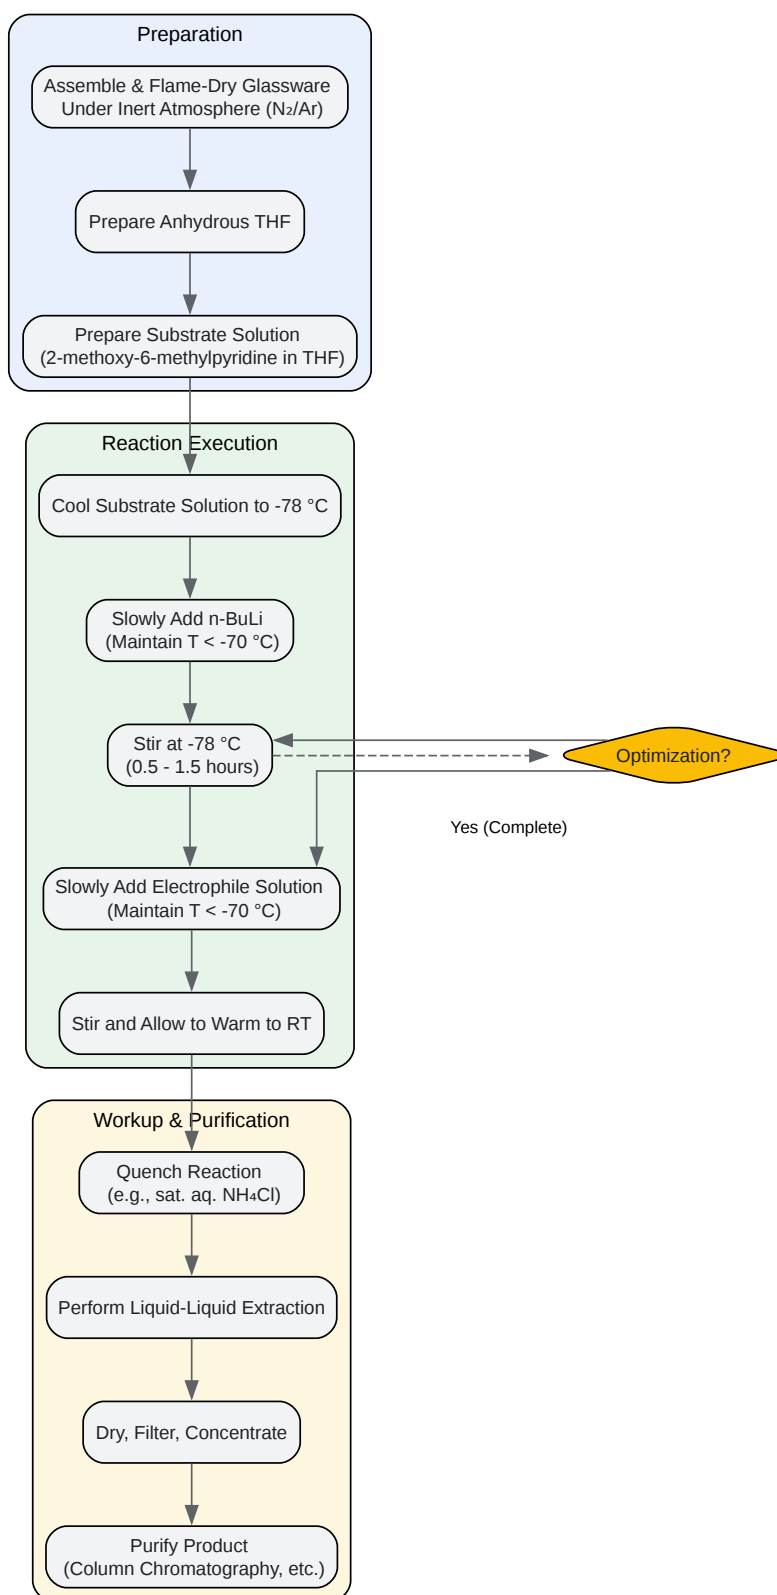 Preparation
Assemble & Flame-Dry Glassware
Under Inert Atmosphere (N₂/Ar)
Prepare Anhydrous THF
Prepare Substrate Solution
(2-methoxy-6-methylpyridine in THF)
Reaction Execution
Cool Substrate Solution to -78 °C
Slowly Add n-BuLi
(Maintain T < -70 °C)
Stir at -78 °C
(0.5 - 1.5 hours)
Optimization?
Yes (Complete)
Slowly Add Electrophile Solution
(Maintain T < -70 °C)
Stir and Allow to Warm to RT
Workup & Purification
Quench Reaction
(e.g., sat. aq. NH₄Cl)
Perform Liquid-Liquid Extraction
Dry, Filter, Concentrate
Purify Product
(Column Chromatography, etc.)